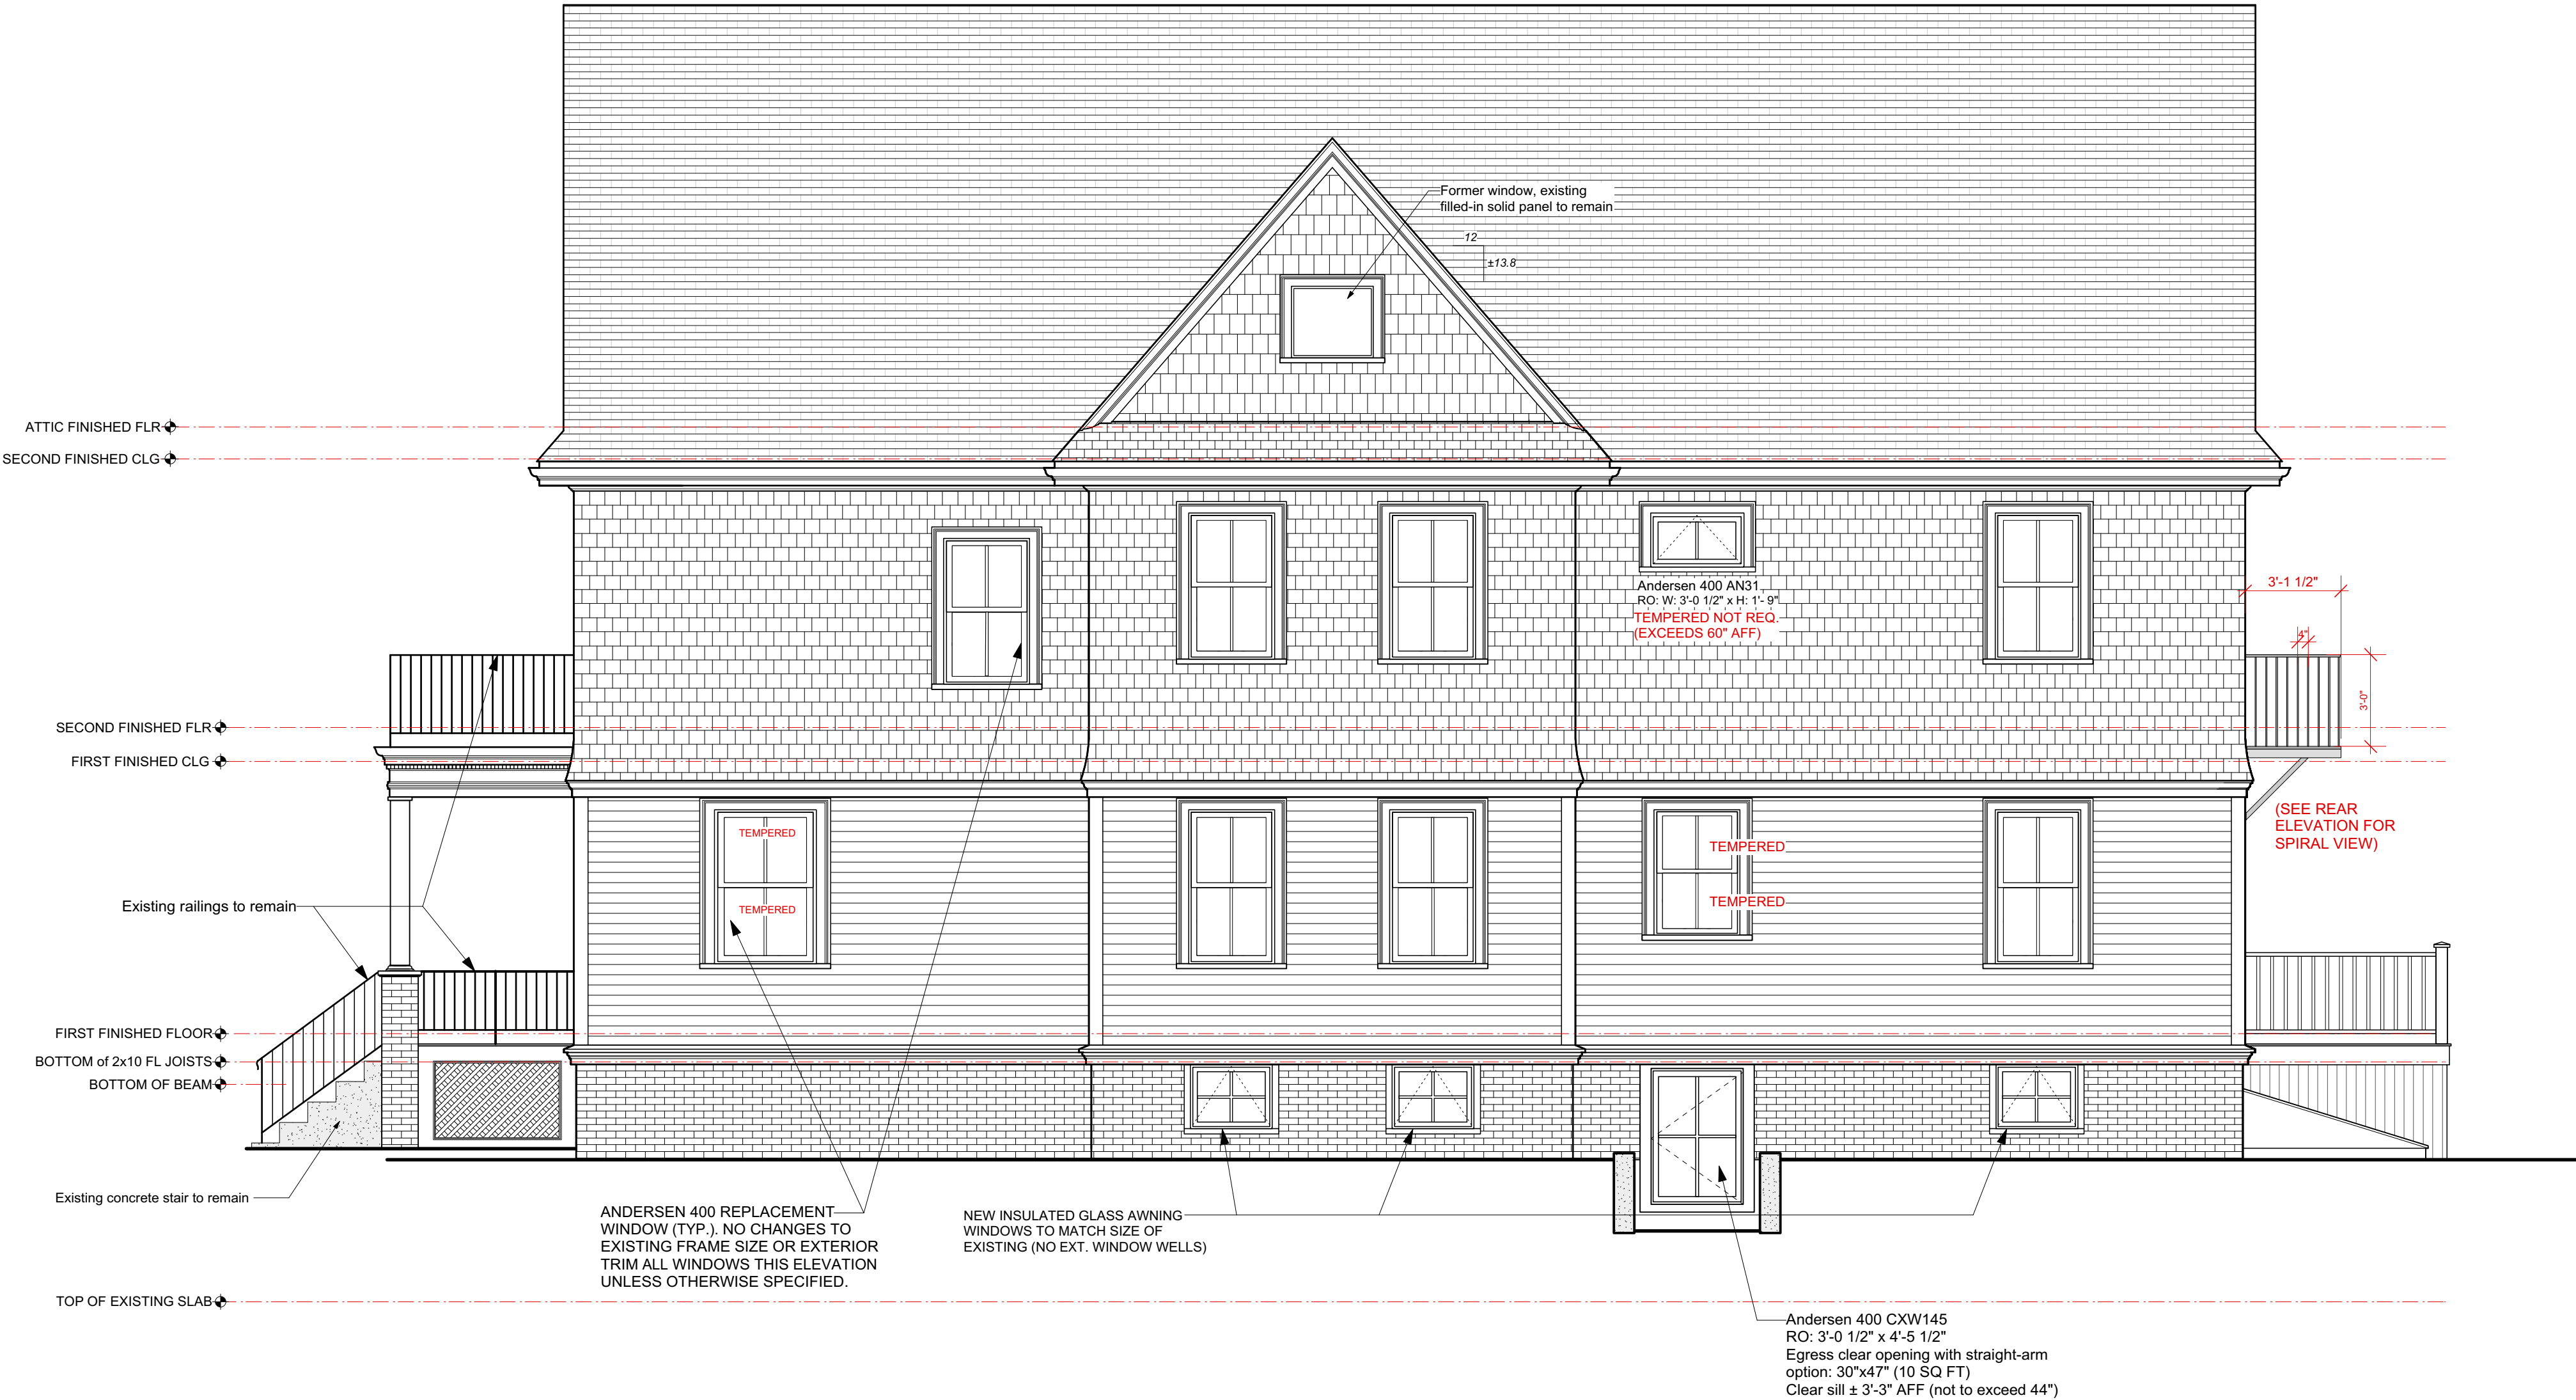 Former window, existing
filled-in solid panel to remain
12
±13.8
ATTIC FINISHED FLR
SECOND FINISHED CLG
Andersen 400 AN31
RO: W: 3'-0 1/2" x H: 1'- 9"
TEMPERED NOT REQ.
(EXCEEDS 60" AFF)
3'-1 1/2"
4"
3'-0"
SECOND FINISHED FLR
FIRST FINISHED CLG
(SEE REAR
ELEVATION FOR
SPIRAL VIEW)
TEMPERED
TEMPERED
TEMPERED
TEMPERED
Existing railings to remain
FIRST FINISHED FLOOR
BOTTOM of 2x10 FL JOISTS
BOTTOM OF BEAM
Existing concrete stair to remain
ANDERSEN 400 REPLACEMENT
WINDOW (TYP.). NO CHANGES TO
EXISTING FRAME SIZE OR EXTERIOR
TRIM ALL WINDOWS THIS ELEVATION
UNLESS OTHERWISE SPECIFIED.
NEW INSULATED GLASS AWNING
WINDOWS TO MATCH SIZE OF
EXISTING (NO EXT. WINDOW WELLS)
TOP OF EXISTING SLAB
Andersen 400 CXW145
RO: 3'-0 1/2" x 4'-5 1/2"
Egress clear opening with straight-arm
option: 30"x47" (10 SQ FT)
Clear sill ± 3'-3" AFF (not to exceed 44")